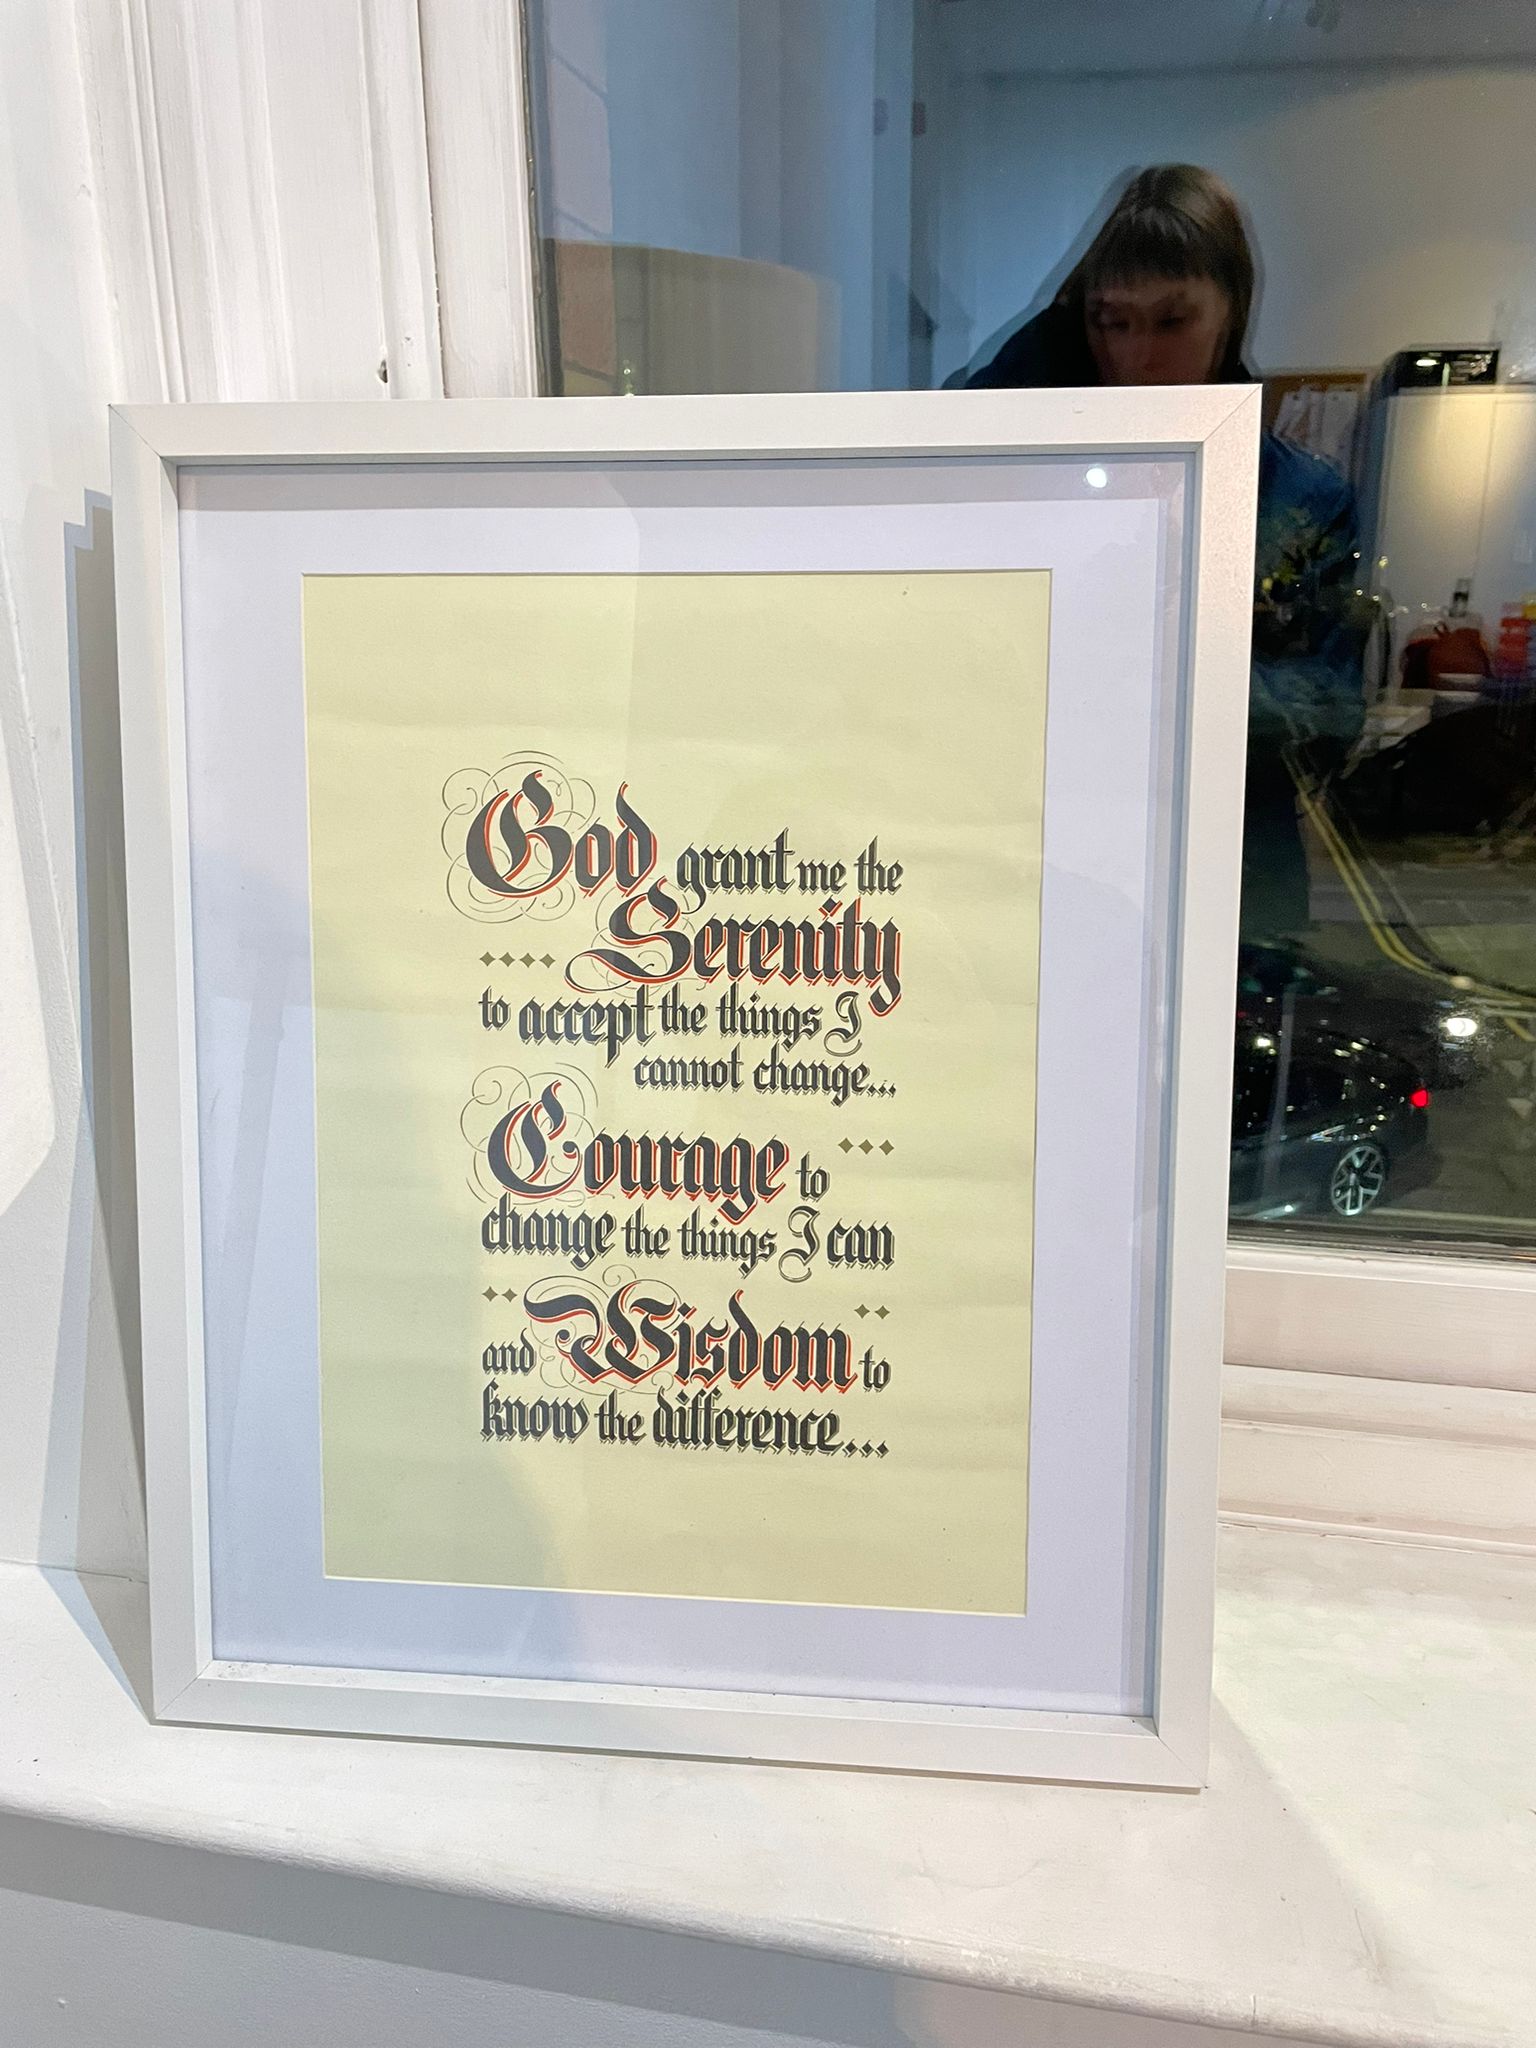 God grant me the
Serenity
to accept the things I
cannot change...
Courage to
change the things I can
and Wisdom to
know the difference...